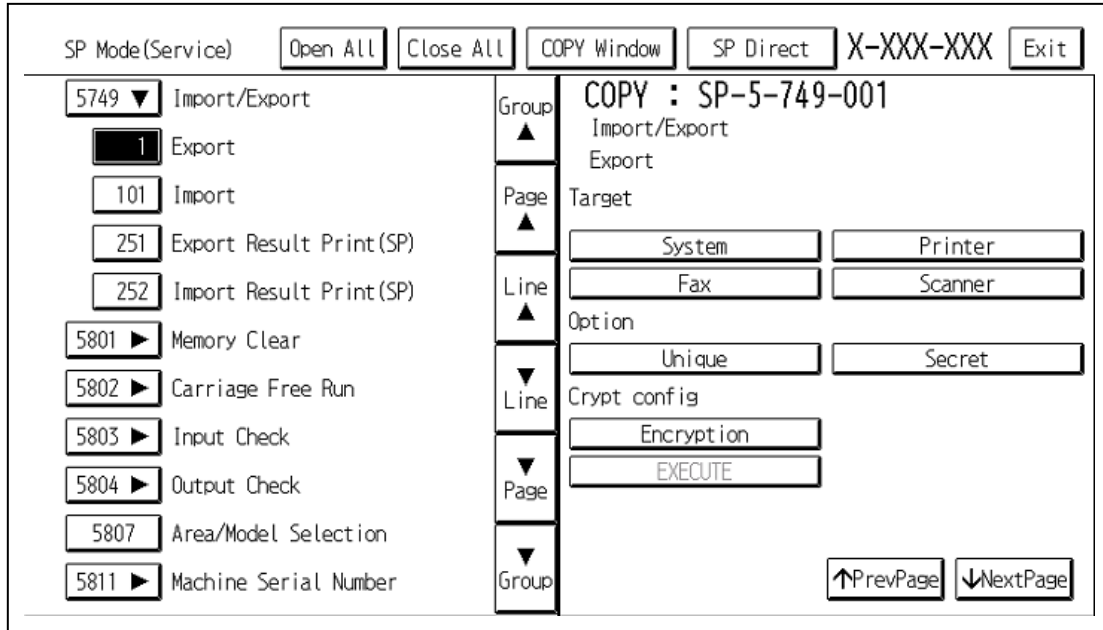 SP Mode(Service) Open All Close All COPY Window SP Direct X-XXX-XXX Exit
5749 ▼ Import/Export
1 Export
101 Import
251 Export Result Print(SP)
252 Import Result Print(SP)
5801 ► Memory Clear
5802 ► Carriage Free Run
5803 ► Input Check
5804 ► Output Check
5807 Area/Model Selection
5811 ► Machine Serial Number
Group
▲
Page
▲
Line
▲
▼
Line
▼
Page
▼
Group
COPY : SP-5-749-001
Import/Export
Export
Target
System Printer
Fax Scanner
Option
Unique Secret
Crypt config
Encryption
EXECUTE
↑PrevPage ↓NextPage